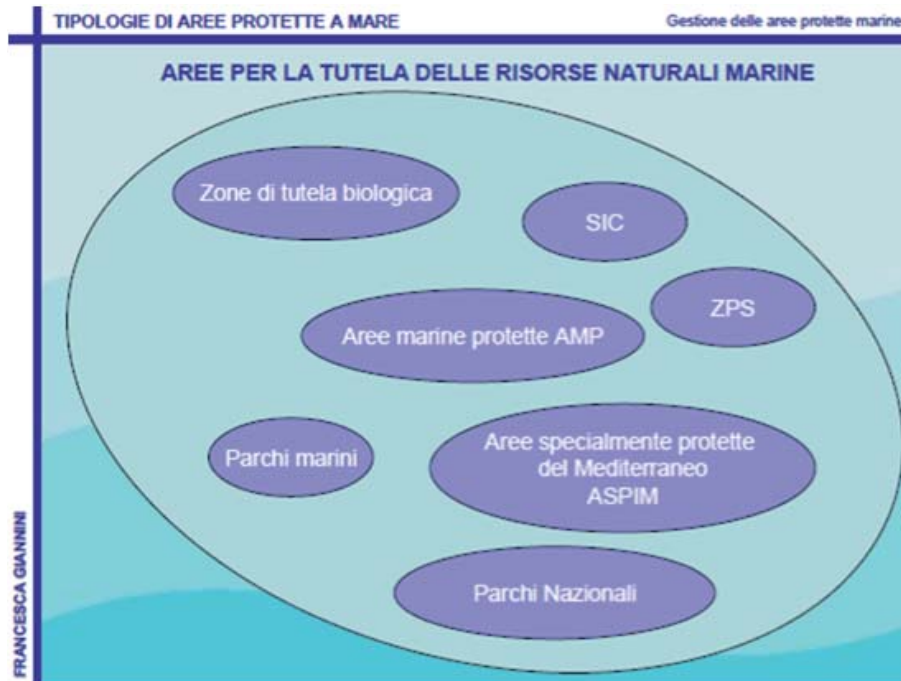 TIPOLOGIE DI AREE PROTETTE A MARE
Gestione delle aree protette marine
AREE PER LA TUTELA DELLE RISORSE NATURALI MARINE
Zone di tutela biologica
SIC
ZPS
Aree marine protette AMP
Parchi marini
Aree specialmente protette
del Mediterraneo
ASPIM
Parchi Nazionali
FRANCESCA GIANNINI